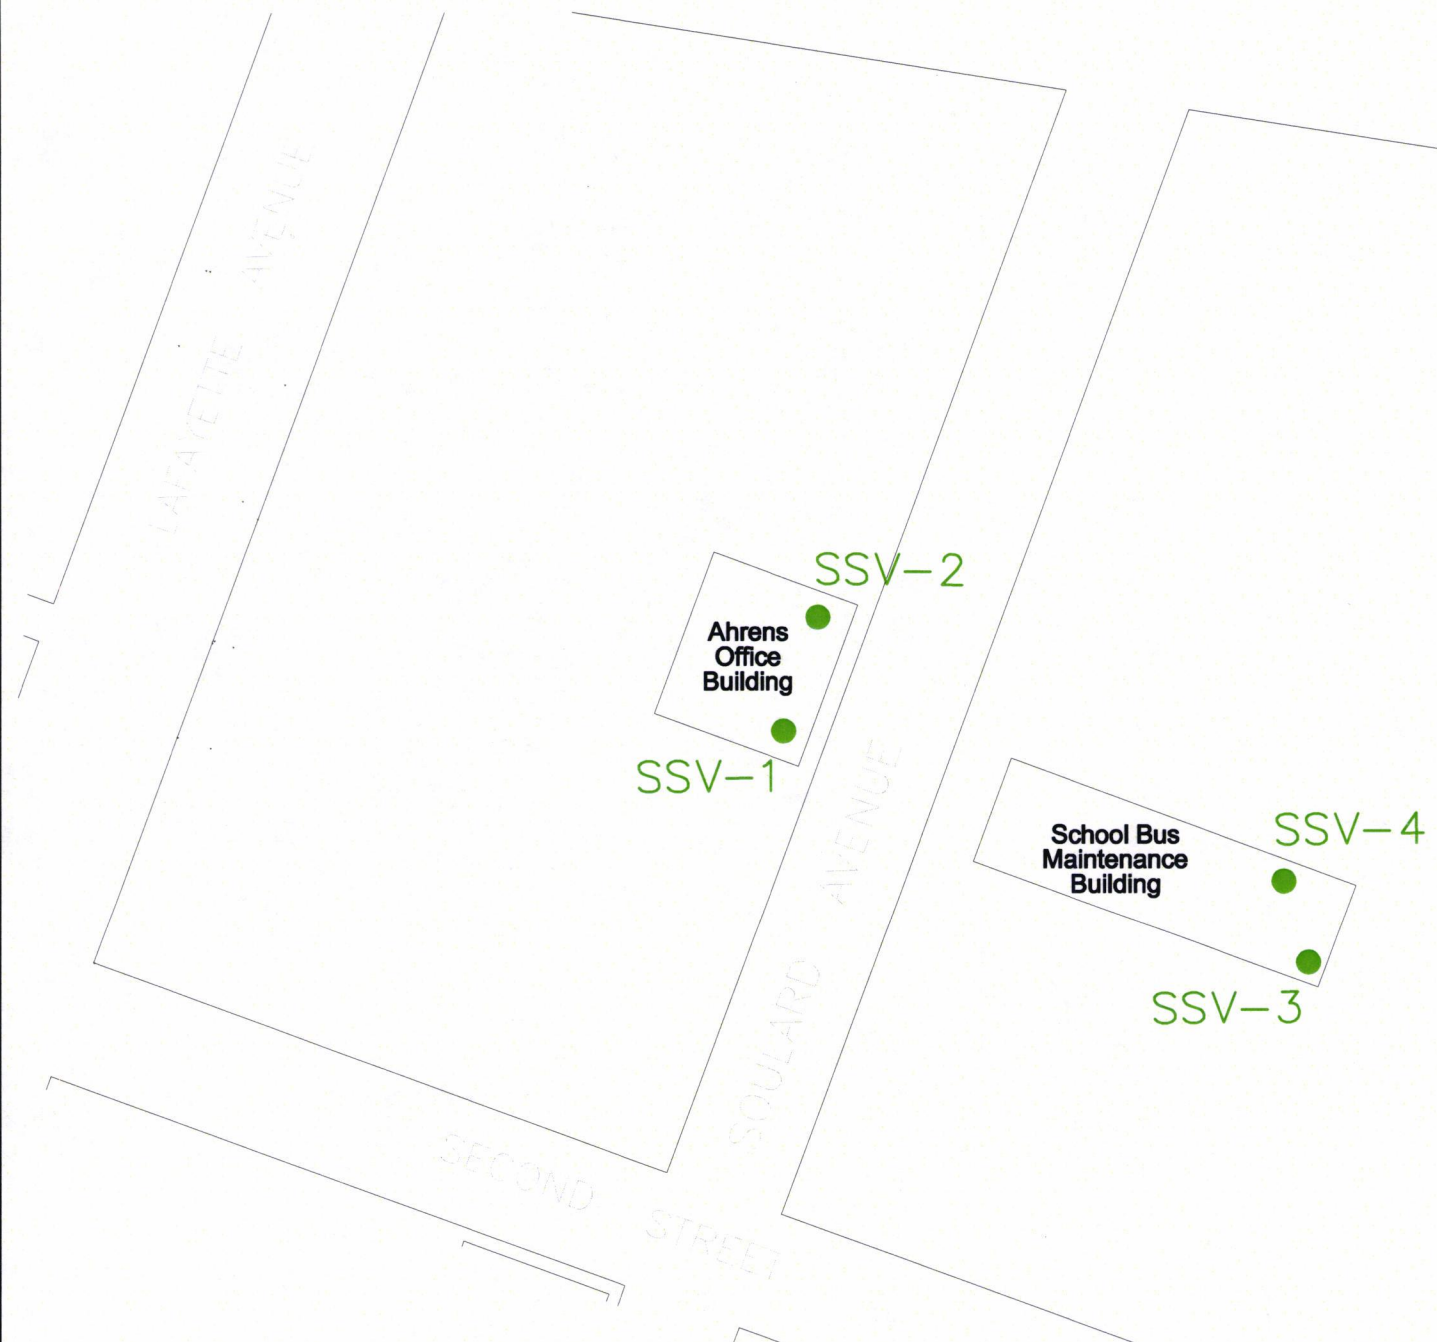 LAFAYETTE AVENUE
SSV-2
Ahrens
Office
Building
SSV-1
SOULARD AVENUE
School Bus
Maintenance
Building
SSV-4
SSV-3
SECOND STREET